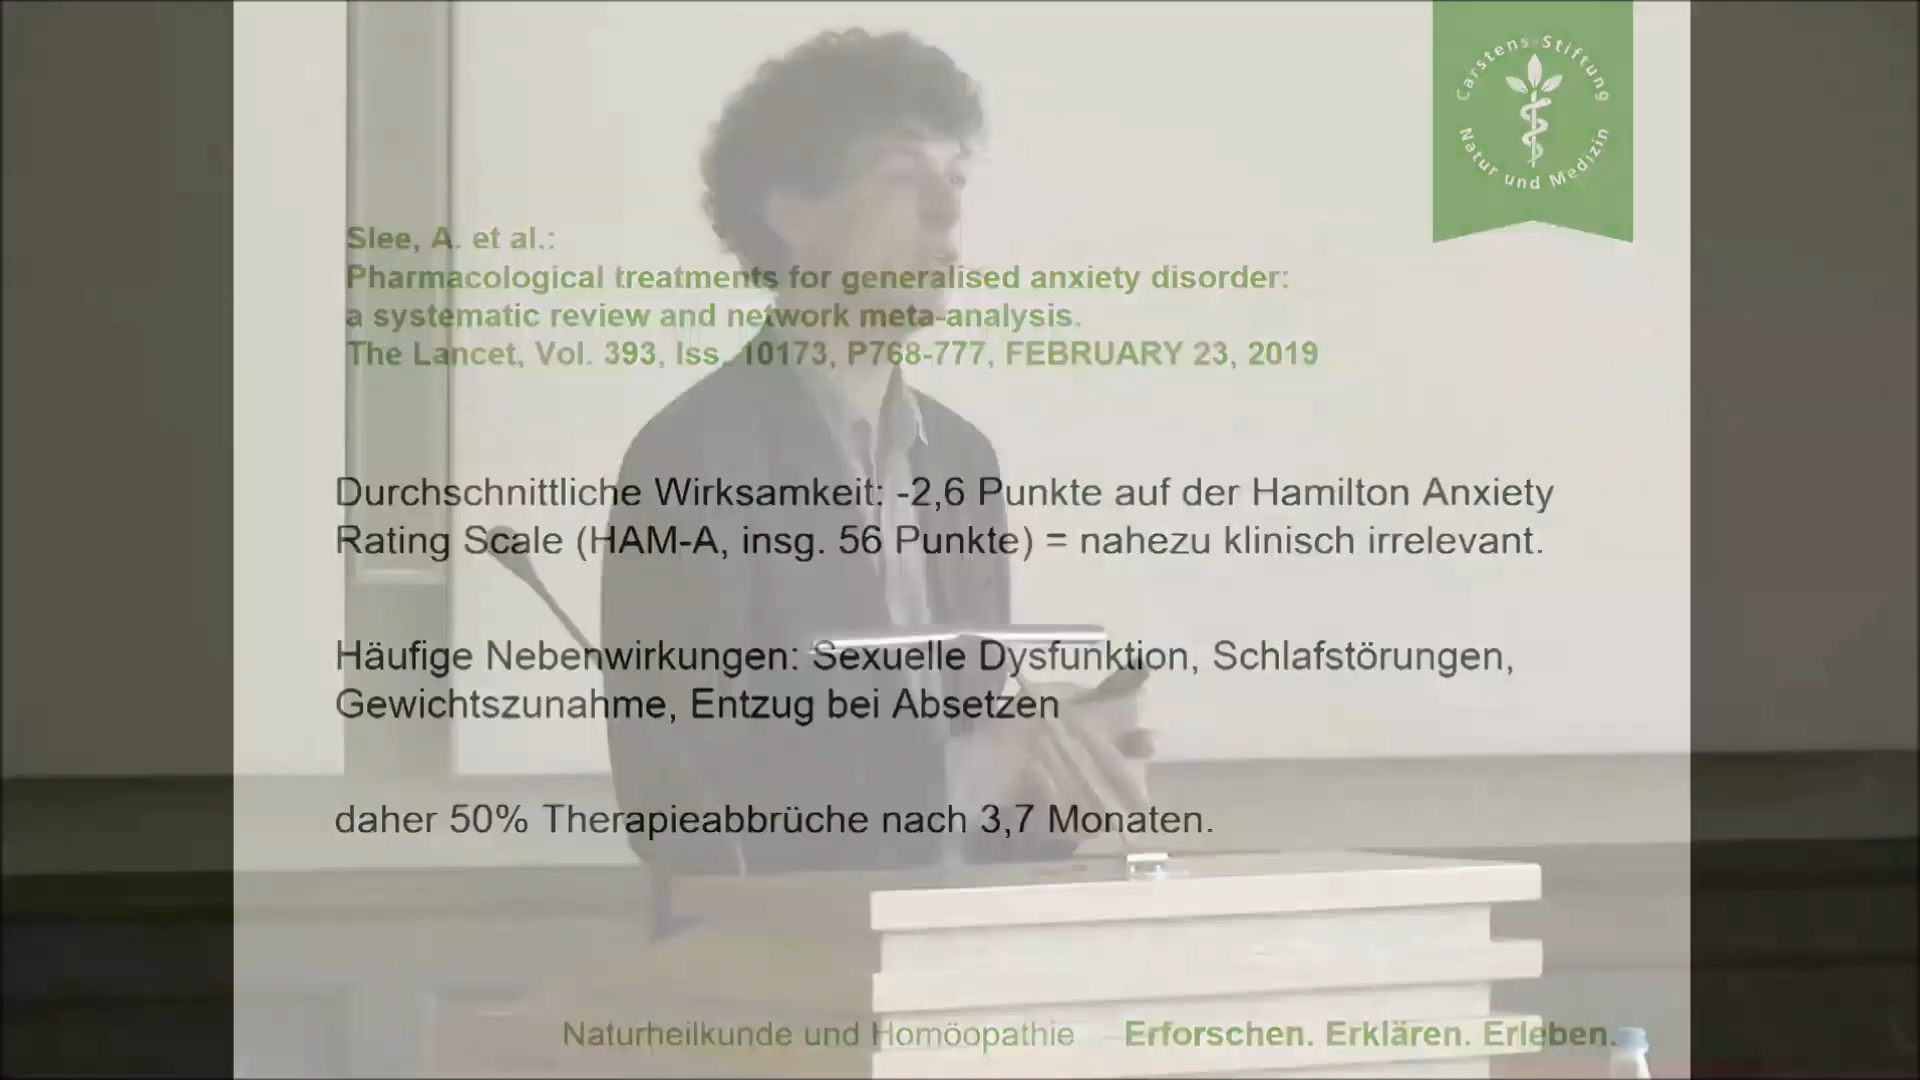 Carstens-Stiftung
Natur und Medizin
Slee, A. et al.:
Pharmacological treatments for generalised anxiety disorder:
a systematic review and network meta-analysis.
The Lancet, Vol. 393, Iss. 10173, P768-777, FEBRUARY 23, 2019
Durchschnittliche Wirksamkeit: -2,6 Punkte auf der Hamilton Anxiety
Rating Scale (HAM-A, insg. 56 Punkte) = nahezu klinisch irrelevant.
Häufige Nebenwirkungen: Sexuelle Dysfunktion, Schlafstörungen,
Gewichtszunahme, Entzug bei Absetzen
daher 50% Therapieabbrüche nach 3,7 Monaten.
Naturheilkunde und Homöopathie Erforschen. Erklären. Erleben.